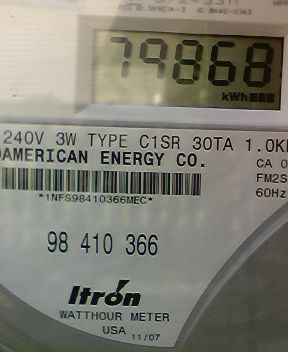 79868
kWh
240V 3W TYPE C1SR 30TA 1.0K
AMERICAN ENERGY CO.
CA 0
FM2S
60Hz
*1NFS98410366MEC*
98 410 366
Itron
WATTHOUR METER
USA 11/07